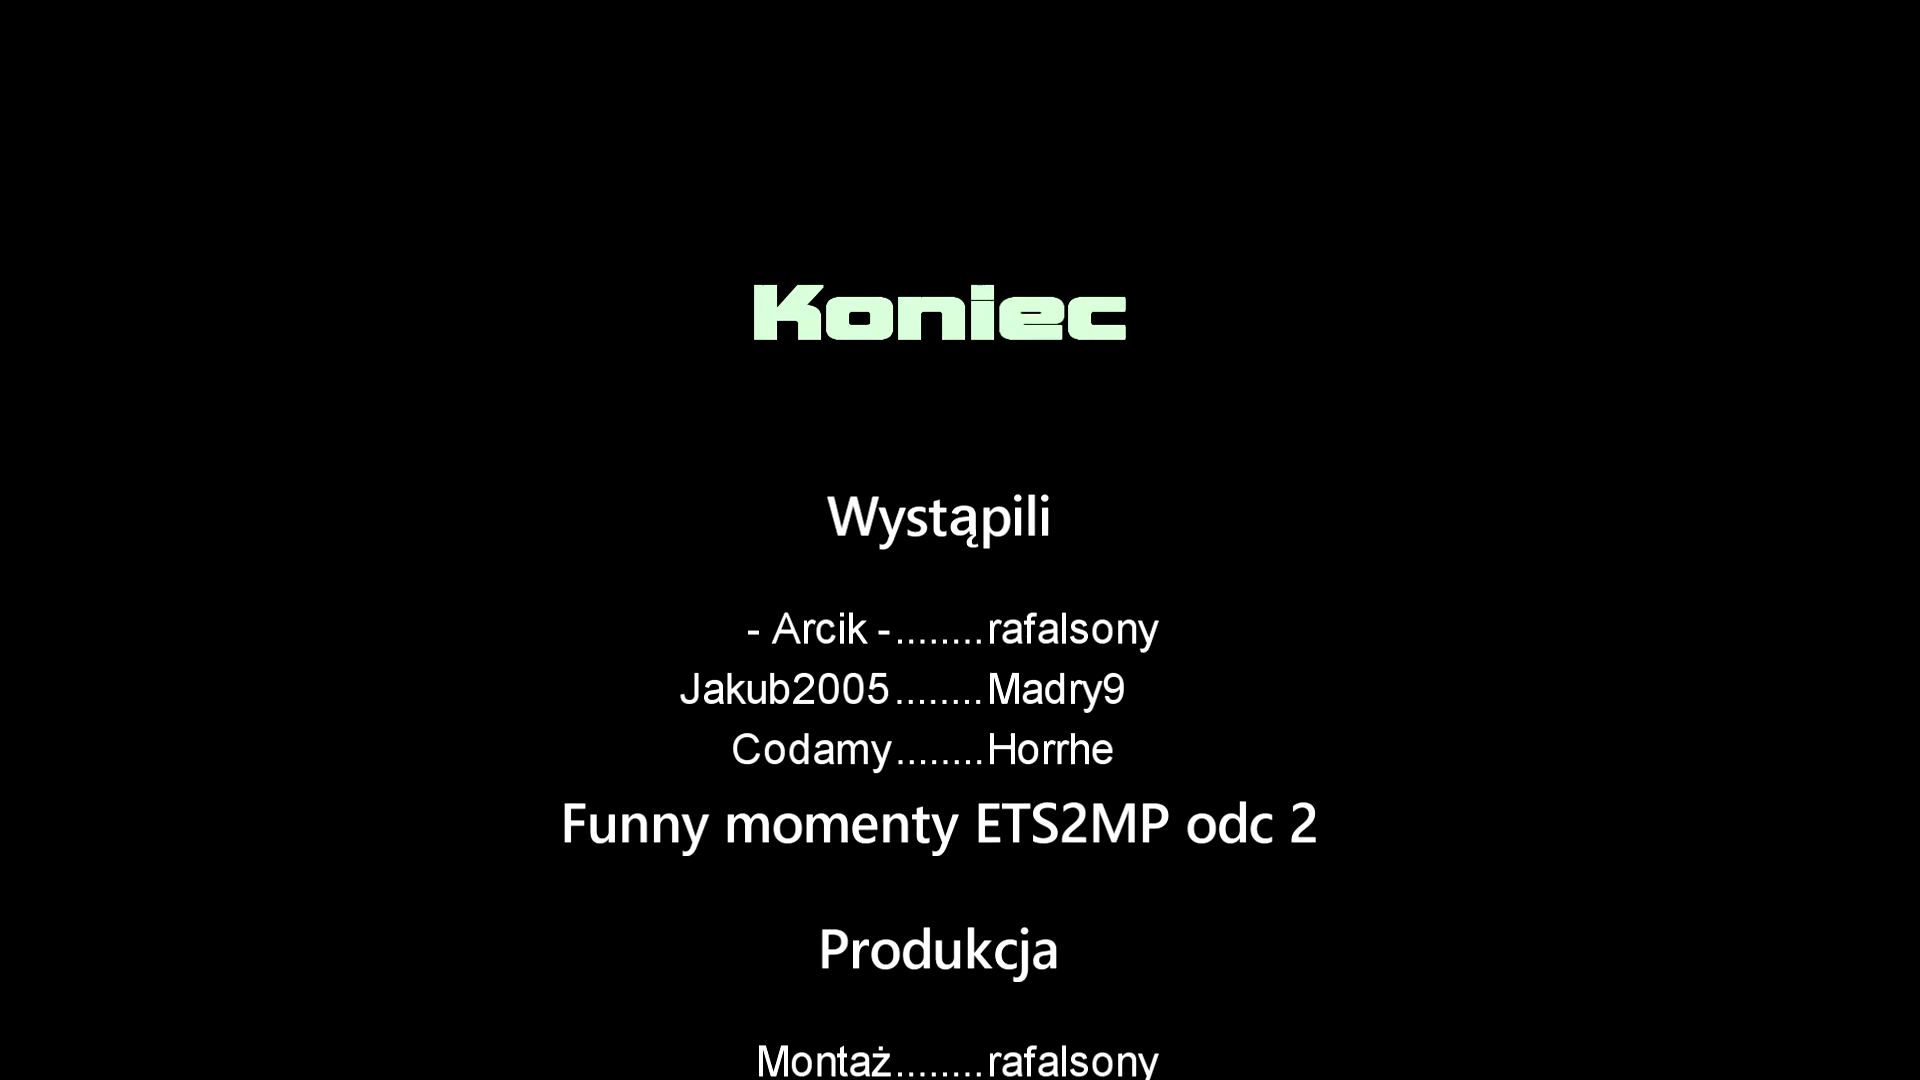 Koniec
Wystąpili
- Arcik -........rafalsony
Jakub2005........Madry9
Codamy........Horrhe
Funny momenty ETS2MP odc 2
Produkcja
Montaż........rafalsony